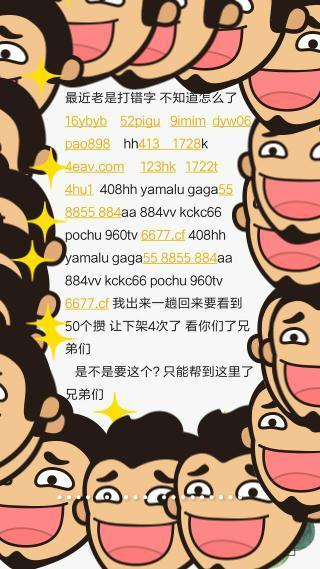 最近老是打错字 不知道怎么了
16ybyb 52pigu 9imim dyw06
pao898 hh413 1728k
4eav.com 123hk 1722t
4hu1 408hh yamalu gaga55
8855 884aa 884vv kckc66
pochu 960tv 6677.cf 408hh
yamalu gaga55 8855 884aa
884vv kckc66 pochu 960tv
6677.cf 我出来一趟回来要看到
50个攒 让下架4次了 看你们了兄
弟们
是不是要这个? 只能帮到这里了
兄弟们